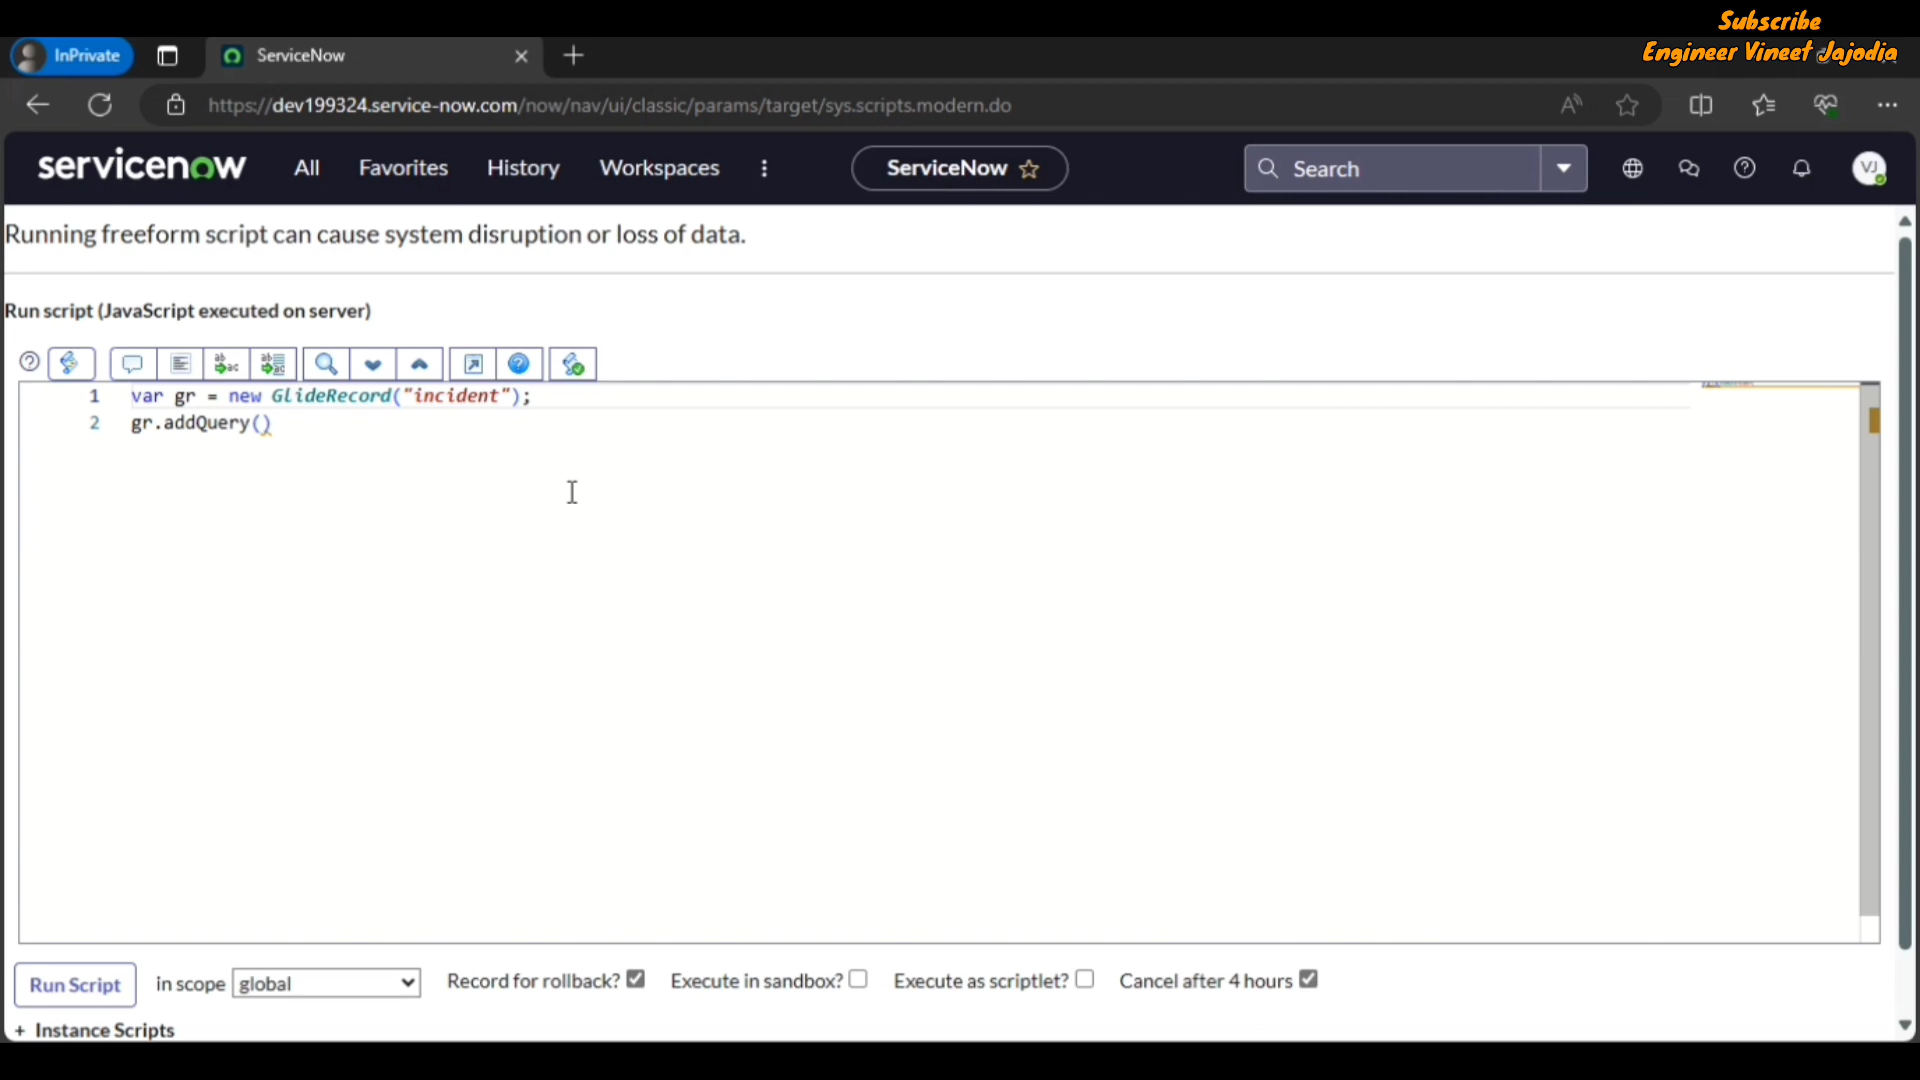 Subscribe
Engineer Vineet Jajodia
InPrivate
ServiceNow
https://dev199324.service-now.com/now/nav/ui/classic/params/target/sys.scripts.modern.do
servicenow
All
Favorites
History
Workspaces
ServiceNow
Search
VJ
Running freeform script can cause system disruption or loss of data.
Run script (JavaScript executed on server)
1 var gr = new GlideRecord("incident");
2 gr.addQuery()
Run Script
in scope
global
Record for rollback?
Execute in sandbox?
Execute as scriptlet?
Cancel after 4 hours
+ Instance Scripts